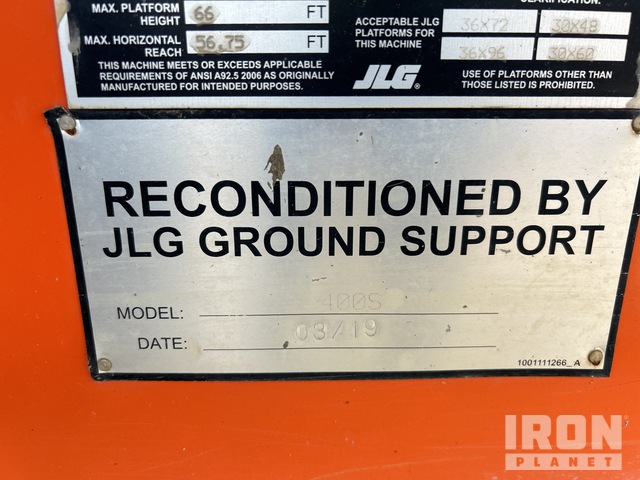 CLARIFICATION.
MAX. PLATFORM HEIGHT 66 FT
MAX. HORIZONTAL REACH 56.75 FT
THIS MACHINE MEETS OR EXCEEDS APPLICABLE
REQUIREMENTS OF ANSI A92.5 2006 AS ORIGINALLY
MANUFACTURED FOR INTENDED PURPOSES.
ACCEPTABLE JLG
PLATFORMS FOR
THIS MACHINE
36X72 30X48
36X96 30X60
JLG®
USE OF PLATFORMS OTHER THAN
THOSE LISTED IS PROHIBITED.
RECONDITIONED BY
JLG GROUND SUPPORT
MODEL: 400S
DATE: 03/19
1001111266_A
IRON
PLANET